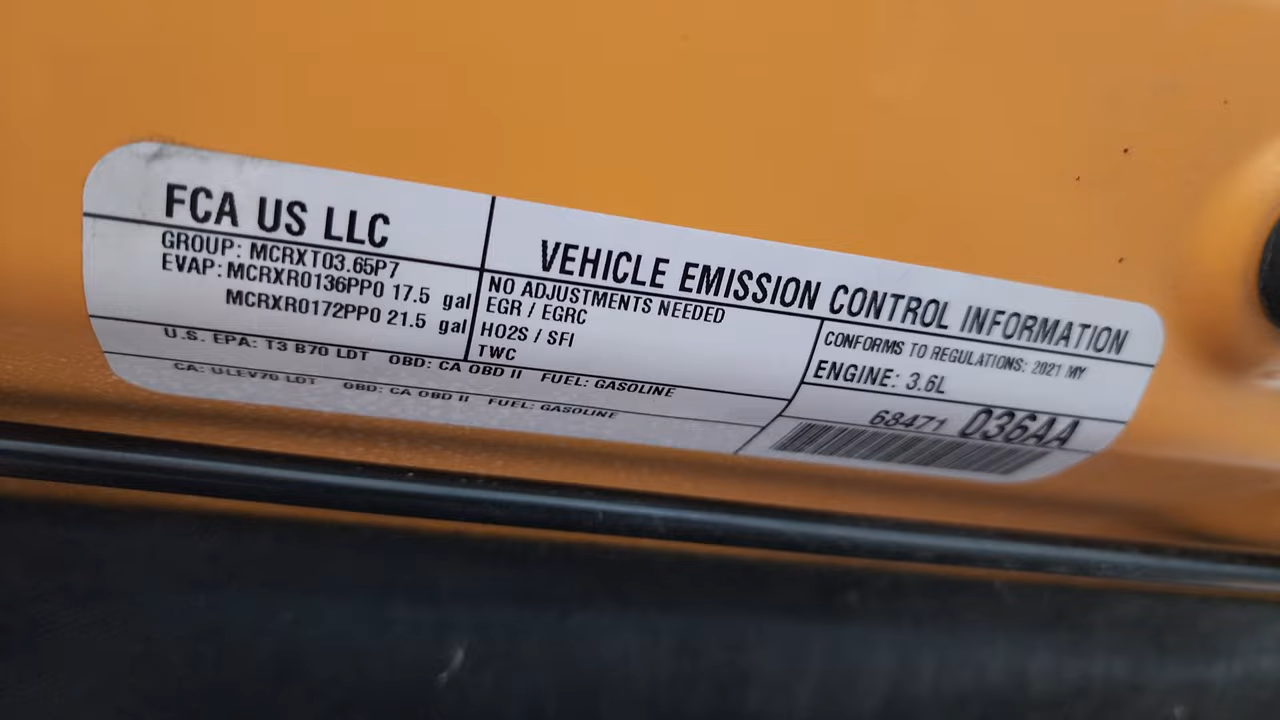 FCA US LLC
GROUP: MCRXT03.65P7
EVAP: MCRXR0136PP0 17.5 gal
MCRXR0172PP0 21.5 gal
VEHICLE EMISSION CONTROL INFORMATION
NO ADJUSTMENTS NEEDED
EGR / EGRC
HO2S / SFI
TWC
CONFORMS TO REGULATIONS: 2021 MY
ENGINE: 3.6L
U.S. EPA: T3 B70 LDT OBD: CA OBD II FUEL: GASOLINE
CA: ULEV70 LDT OBD: CA OBD II FUEL: GASOLINE
68471 036AA